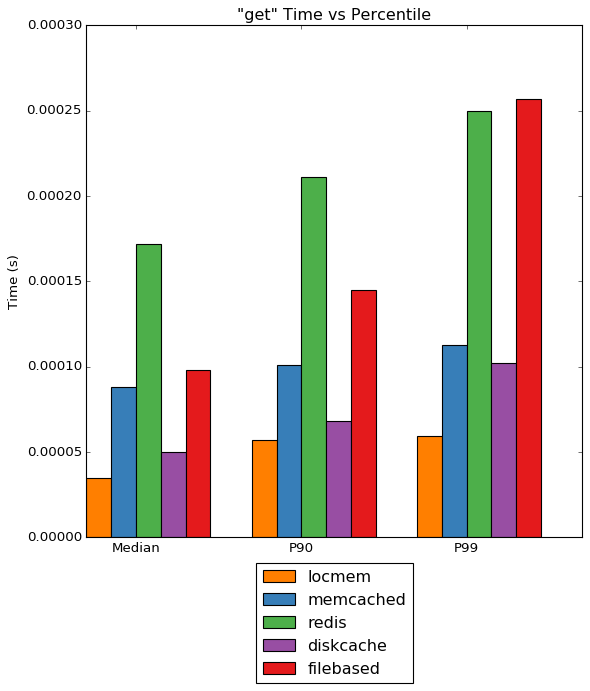 "get" Time vs Percentile
0.00030
0.00025
0.00020
0.00015
0.00010
0.00005
0.00000
Time (s)
Median P90 P99
locmem
memcached
redis
diskcache
filebased